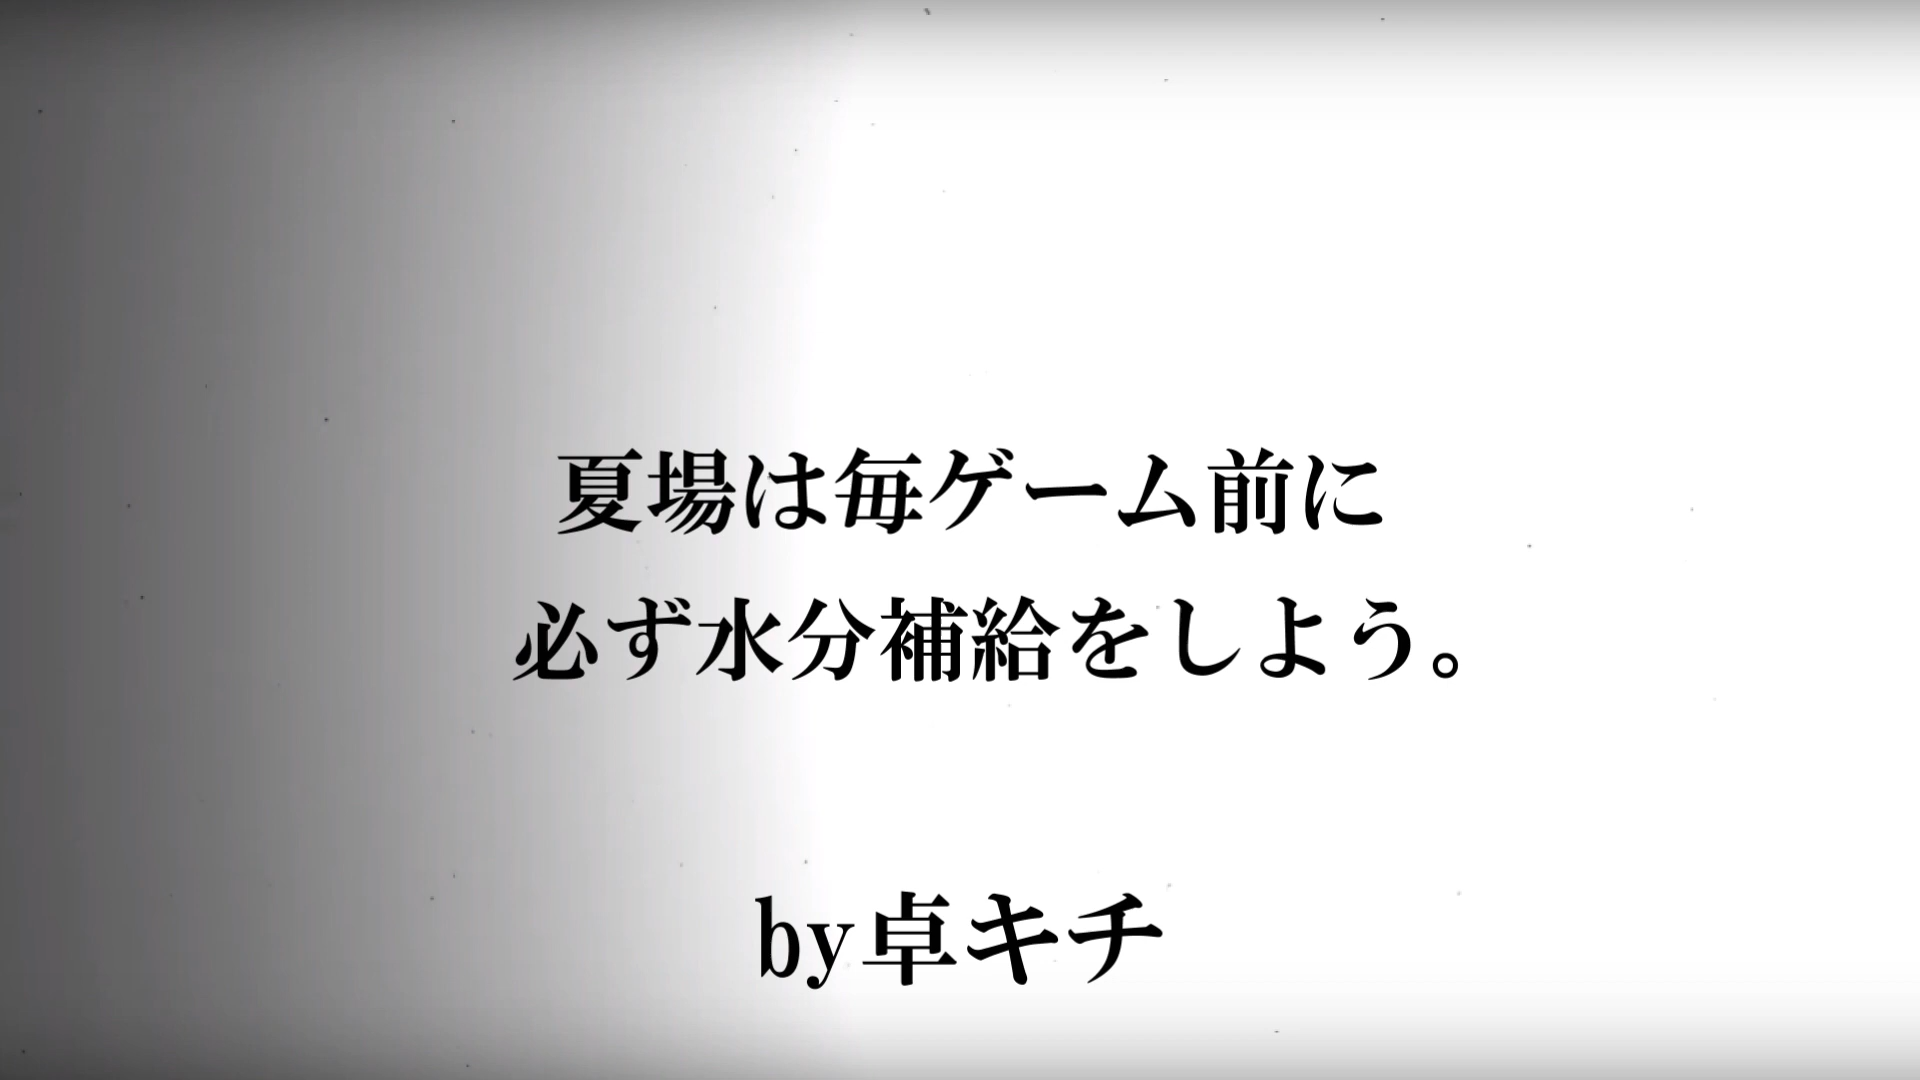 夏場は毎ゲーム前に
必ず水分補給をしよう。
by卓キチ